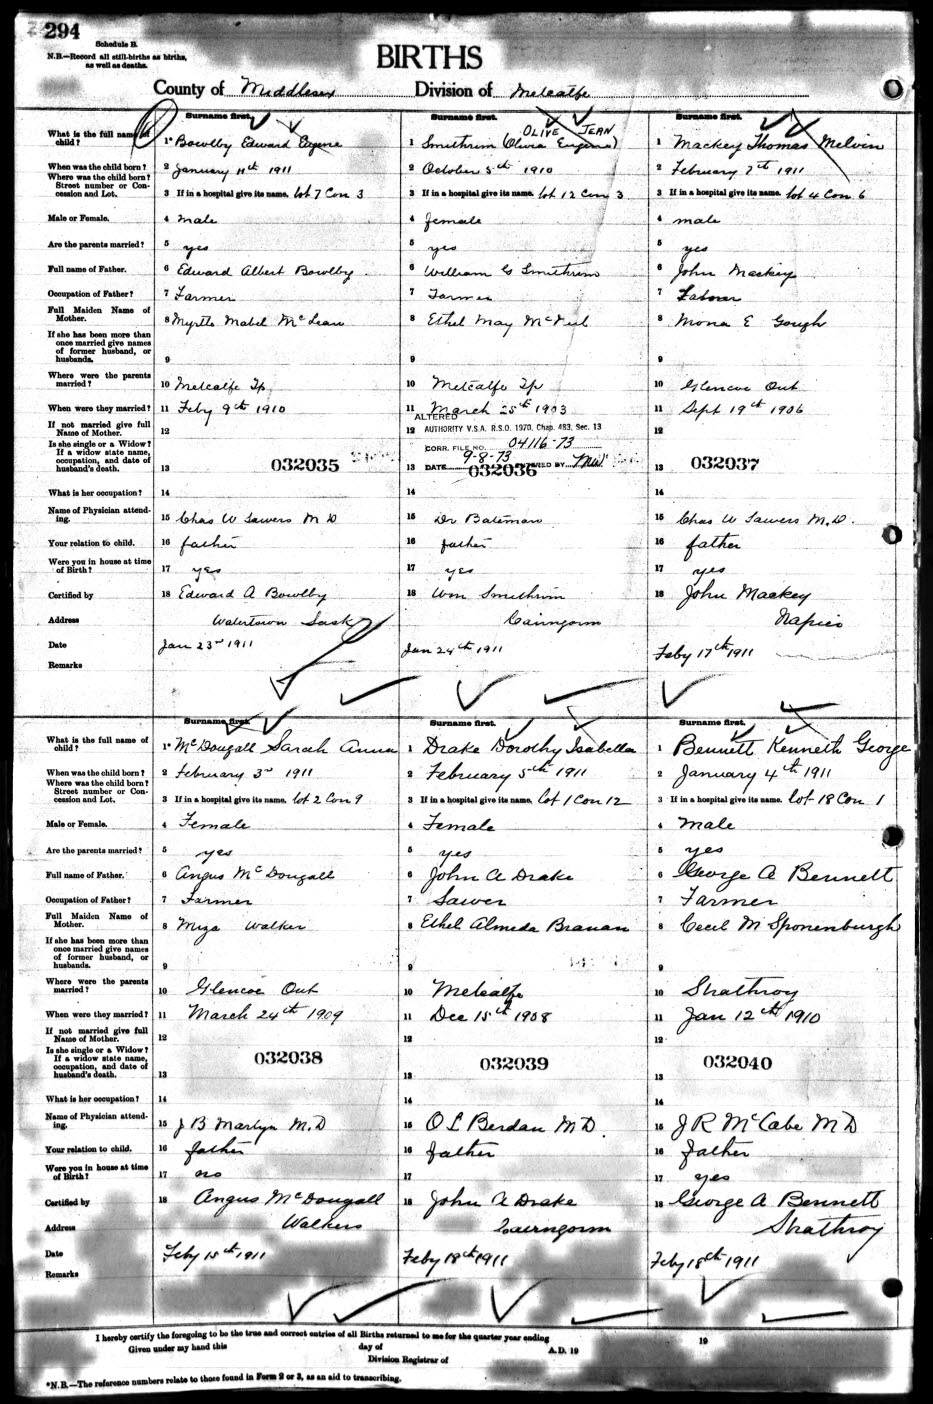 294
Schedule B.
N.B.—Record all still-births as births,
as well as deaths.
BIRTHS
County of Middlesex Division of Metcalfe
Surname first. Surname first. Surname first.
OLIVE JEAN
What is the full name of child? 1* Bowlby Edward Eugene 1 Smithrim (Olivia Eugena) 1 Mackey Thomas Melvin
When was the child born? 2 January 11th 1911 2 October 5th 1910 2 February 7th 1911
Where was the child born? Street number or Concession and Lot. 3 If in a hospital give its name. Lot 7 Con 3 3 If in a hospital give its name. Lot 12 Con 3 3 If in a hospital give its name. Lot 4 Con 6
Male or Female. 4 male 4 female 4 male
Are the parents married? 5 yes 5 yes 5 yes
Full name of Father. 6 Edward Albert Bowlby 6 William G Smithrim 6 John Mackey
Occupation of Father? 7 Farmer 7 Farmer 7 Laborer
Full Maiden Name of Mother. 8 Myrtle Mabel McLean 8 Ethel May 8 Mona E Gough
If she has been more than once married give names of former husband, or husbands. 9 9 9
Where were the parents married? 10 Metcalfe Tp 10 Metcalfe Tp 10 Glencoe Ont
When were they married? 11 Feby 9th 1910 11 March 25th 1903 11 Sept 19th 1906
ALTERED
If not married give full Name of Mother. 12 12 AUTHORITY V.S.A. R.S.O. 1970, Chap. 483, Sec. 13 12
CORR. FILE NO. 04116-73
9-8-73
Is she single or a Widow? If a widow state name, occupation, and date of husband's death. 13 032035 13 DATE 032036 ENTERED BY 13 032037
What is her occupation? 14 14 14
Name of Physician attending. 15 Chas W Sawers M D 15 Dr Bateman 15 Chas W Sawers M.D.
Your relation to child. 16 father 16 father 16 father
Were you in house at time of Birth? 17 yes 17 yes 17 yes
Certified by 18 Edward A Bowlby 18 Wm Smithrim 18 John Mackey
Address Watertown Sask Cairngorm Napier
Date Jan 23rd 1911 Jan 24th 1911 Feby 17th 1911
Remarks
Surname first. Surname first. Surname first.
What is the full name of child? 1* McDougall Sarah Anna 1 Drake Dorothy Isabella 1 Bennett Kenneth George
When was the child born? 2 February 3rd 1911 2 February 5th 1911 2 January 4th 1911
Where was the child born? Street number or Concession and Lot. 3 If in a hospital give its name. Lot 2 Con 9 3 If in a hospital give its name. Lot 1 Con 12 3 If in a hospital give its name. Lot 18 Con 1
Male or Female. 4 Female 4 Female 4 Male
Are the parents married? 5 yes 5 yes 5 yes
Full name of Father. 6 Angus McDougall 6 John A Drake 6 George A Bennett
Occupation of Father? 7 Farmer 7 Sawer 7 Farmer
Full Maiden Name of Mother. 8 Miza Walker 8 Ethel Almeda Branan 8 Cecil M Sponenburgh
If she has been more than once married give names of former husband, or husbands. 9 9 9
Where were the parents married? 10 Glencoe Ont 10 Metcalfe 10 Strathroy
When were they married? 11 March 24th 1909 11 Dec 15th 1908 11 Jan 12th 1910
If not married give full Name of Mother. 12 12 12
Is she single or a Widow? If a widow state name, occupation, and date of husband's death. 13 032038 13 032039 13 032040
What is her occupation? 14 14 14
Name of Physician attending. 15 J B Martyn M.D 15 O L Berdan M D. 15 J R McCabe M D
Your relation to child. 16 father 16 father 16 father
Were you in house at time of Birth? 17 no 17 17 yes
Certified by 18 Angus McDougall 18 John A Drake 18 George A Bennett
Address Walkers Cairngorm Strathroy
Date Feby 15th 1911 Feby 18th 1911 Feby 18th 1911
Remarks
I hereby certify the foregoing to be the true and correct entries of all Births returned to me for the quarter year ending 19
Given under my hand this day of A.D. 19
Division Registrar of
*N.B.—The reference numbers relate to those found in Form 2 or 3, as an aid to transcribing.